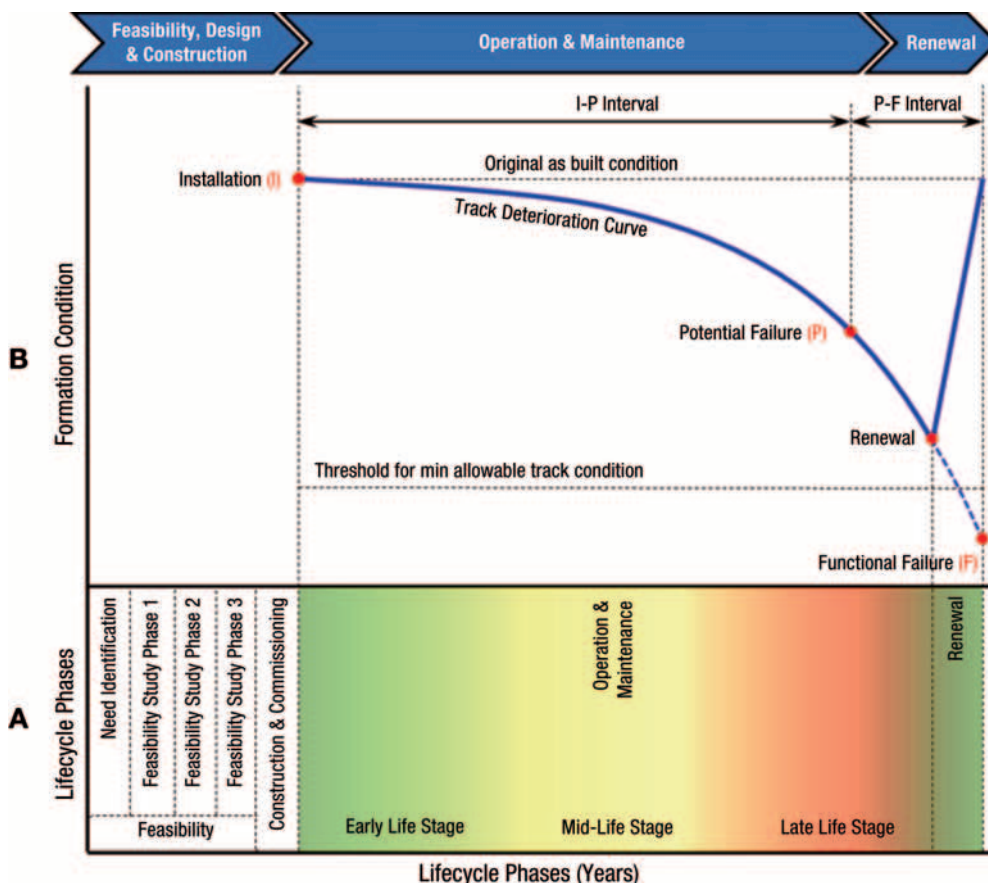 Feasibility, Design
& Construction
Operation & Maintenance
Renewal
I-P Interval
P-F Interval
Original as built condition
Installation (I)
Track Deterioration Curve
Potential Failure (P)
B
Formation Condition
Renewal
Threshold for min allowable track condition
Functional Failure (F)
A
Lifecycle Phases
Need Identification
Feasibility Study Phase 1
Feasibility Study Phase 2
Feasibility Study Phase 3
Construction & Commissioning
Operation &
Maintenance
Renewal
Feasibility
Early Life Stage
Mid-Life Stage
Late Life Stage
Lifecycle Phases (Years)